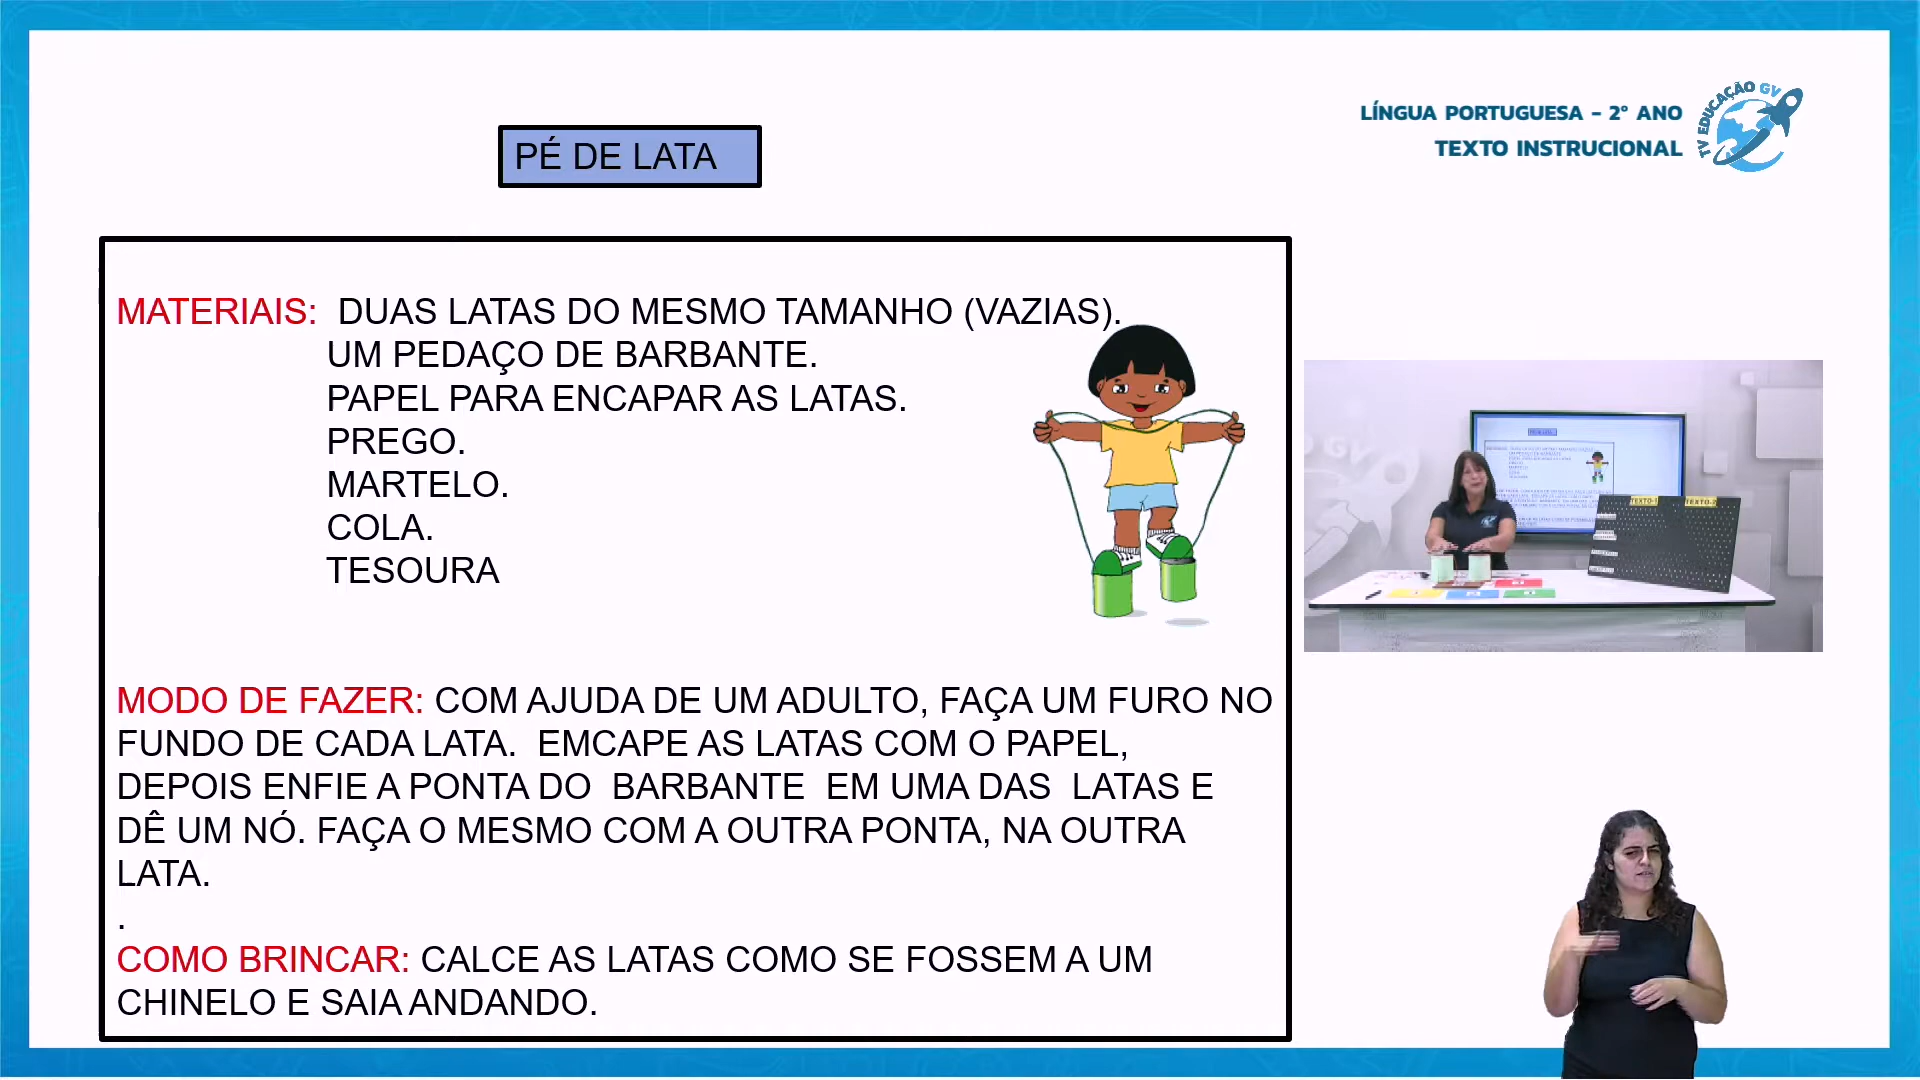 LÍNGUA PORTUGUESA - 2º ANO
TEXTO INSTRUCIONAL
TV EDUCAÇÃO GV
PÉ DE LATA
MATERIAIS: DUAS LATAS DO MESMO TAMANHO (VAZIAS).
UM PEDAÇO DE BARBANTE.
PAPEL PARA ENCAPAR AS LATAS.
PREGO.
MARTELO.
COLA.
TESOURA
MODO DE FAZER: COM AJUDA DE UM ADULTO, FAÇA UM FURO NO
FUNDO DE CADA LATA. EMCAPE AS LATAS COM O PAPEL,
DEPOIS ENFIE A PONTA DO BARBANTE EM UMA DAS LATAS E
DÊ UM NÓ. FAÇA O MESMO COM A OUTRA PONTA, NA OUTRA
LATA.
.
COMO BRINCAR: CALCE AS LATAS COMO SE FOSSEM A UM
CHINELO E SAIA ANDANDO.
TEXTO-1 TEXTO-2